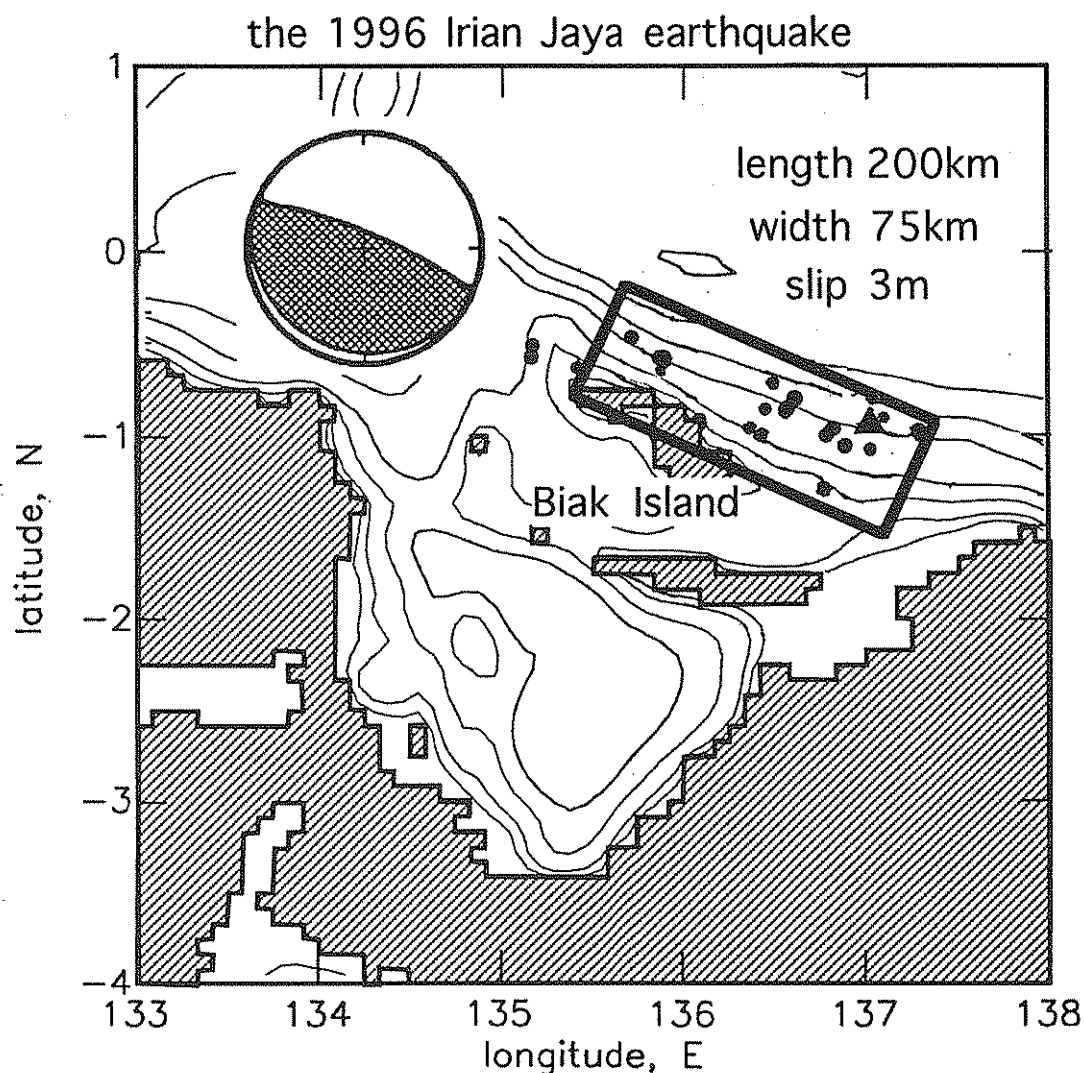 the 1996 Irian Jaya earthquake
length 200km
width 75km
slip 3m
Biak Island
1
0
-1
-2
-3
-4
latitude, N
133 134 135 136 137 138
longitude, E